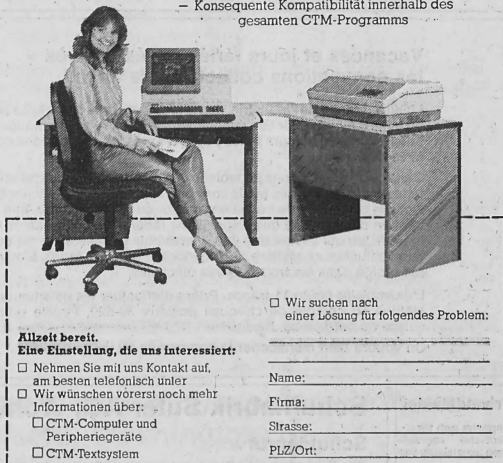 – Konsequente Kompatibilität innerhalb des
gesamten CTM-Programms
Allzeit bereit.
Eine Einstellung, die uns interessiert:
☐ Nehmen Sie mit uns Kontakt auf,
am besten telefonisch unter
☐ Wir wünschen vorerst noch mehr
Informationen über:
☐ CTM-Computer und
Peripheriegeräte
☐ CTM-Textsystem
☐ Wir suchen nach
einer Lösung für folgendes Problem:
Name:
Firma:
Strasse:
PLZ/Ort: